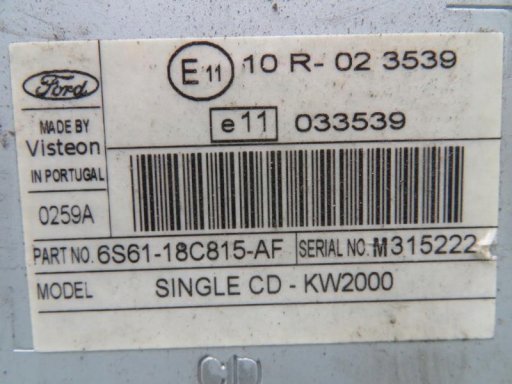 E11 10 R- 02 3539
Ford
e11 033539
MADE BY
Visteon
IN PORTUGAL
0259A
PART NO. 6S61-18C815-AF SERIAL NO. M315222
MODEL SINGLE CD - KW2000